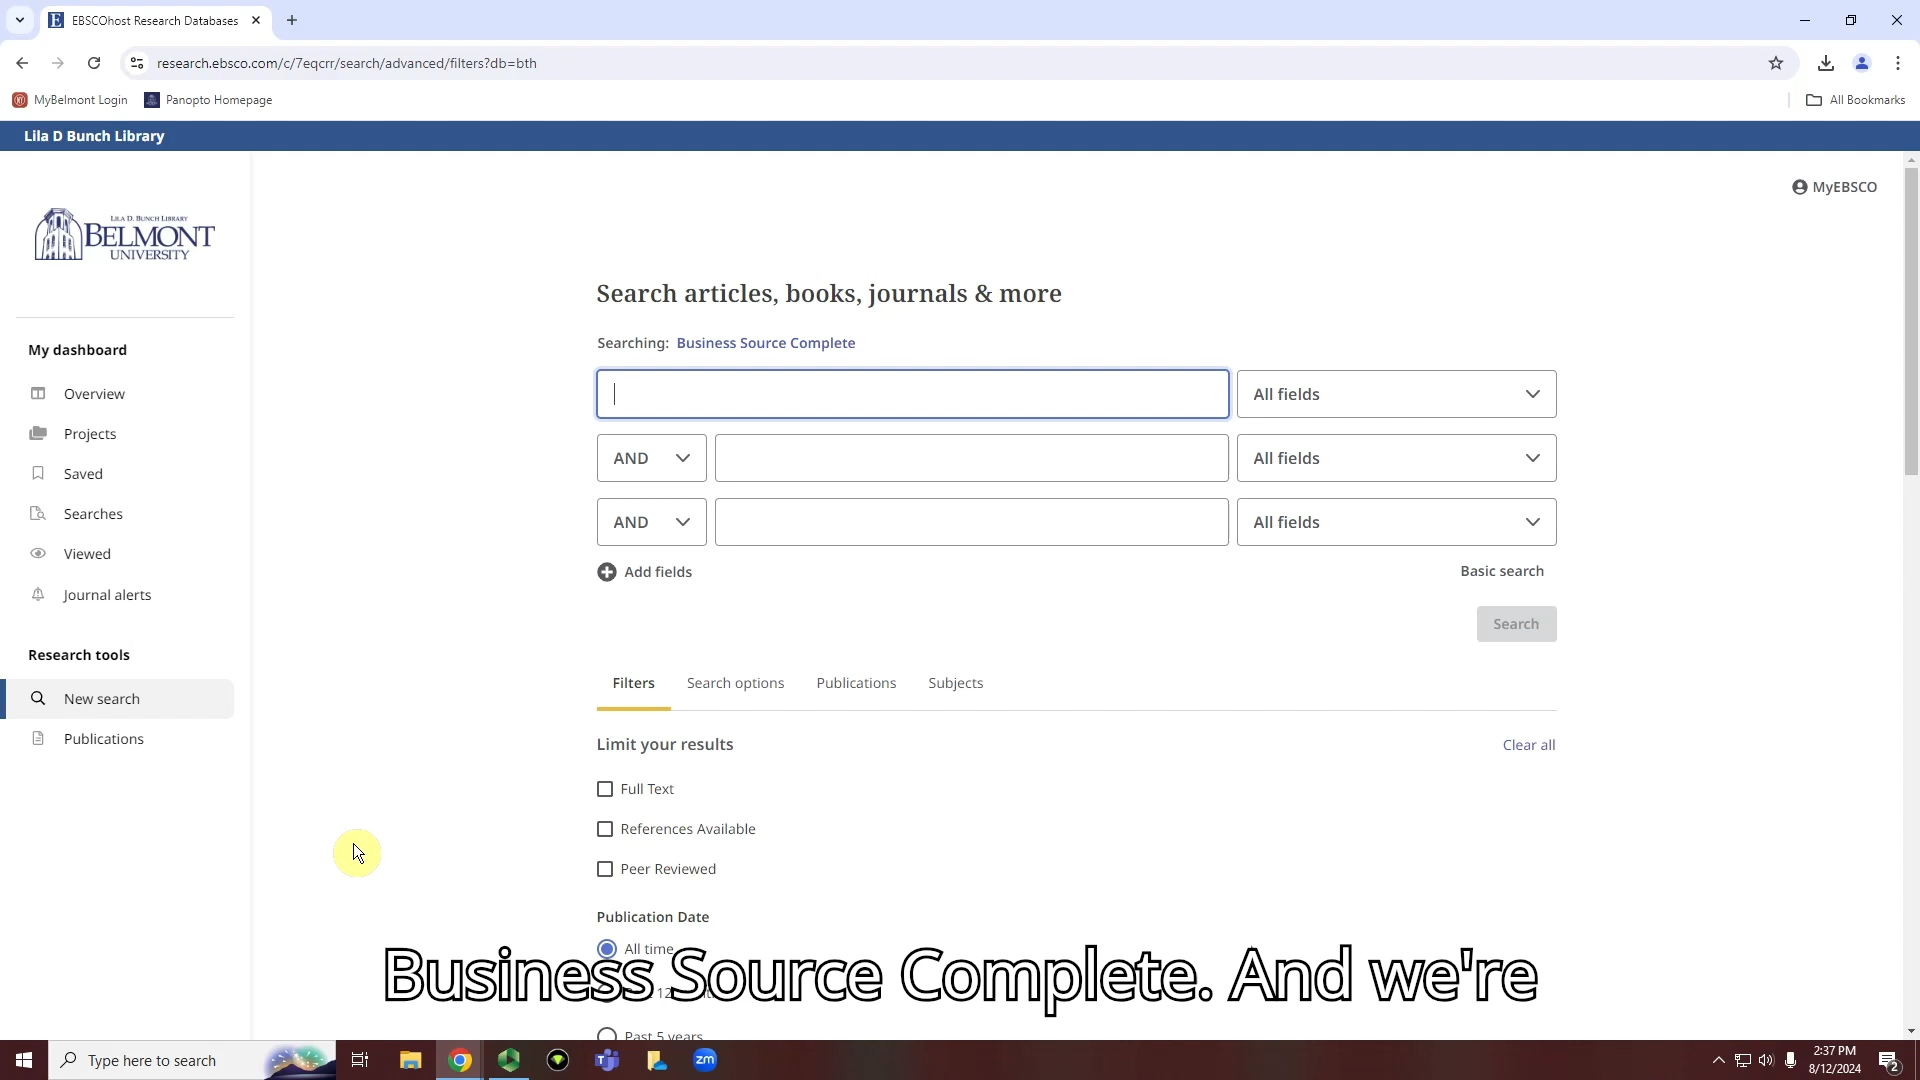 EBSCOhost Research Databases
research.ebsco.com/c/7eqcrr/search/advanced/filters?db=bth
MyBelmont Login
Panopto Homepage
All Bookmarks
Lila D Bunch Library
MyEBSCO
LILA D. BUNCH LIBRARY
BELMONT
UNIVERSITY
My dashboard
Overview
Projects
Saved
Searches
Viewed
Journal alerts
Research tools
New search
Publications
Search articles, books, journals & more
Searching: Business Source Complete
All fields
AND
All fields
AND
All fields
Add fields
Basic search
Search
Filters
Search options
Publications
Subjects
Limit your results
Clear all
Full Text
References Available
Peer Reviewed
Publication Date
All time
Past 5 years
Business Source Complete. And we're
Type here to search
zm
2:37 PM
8/12/2024
2